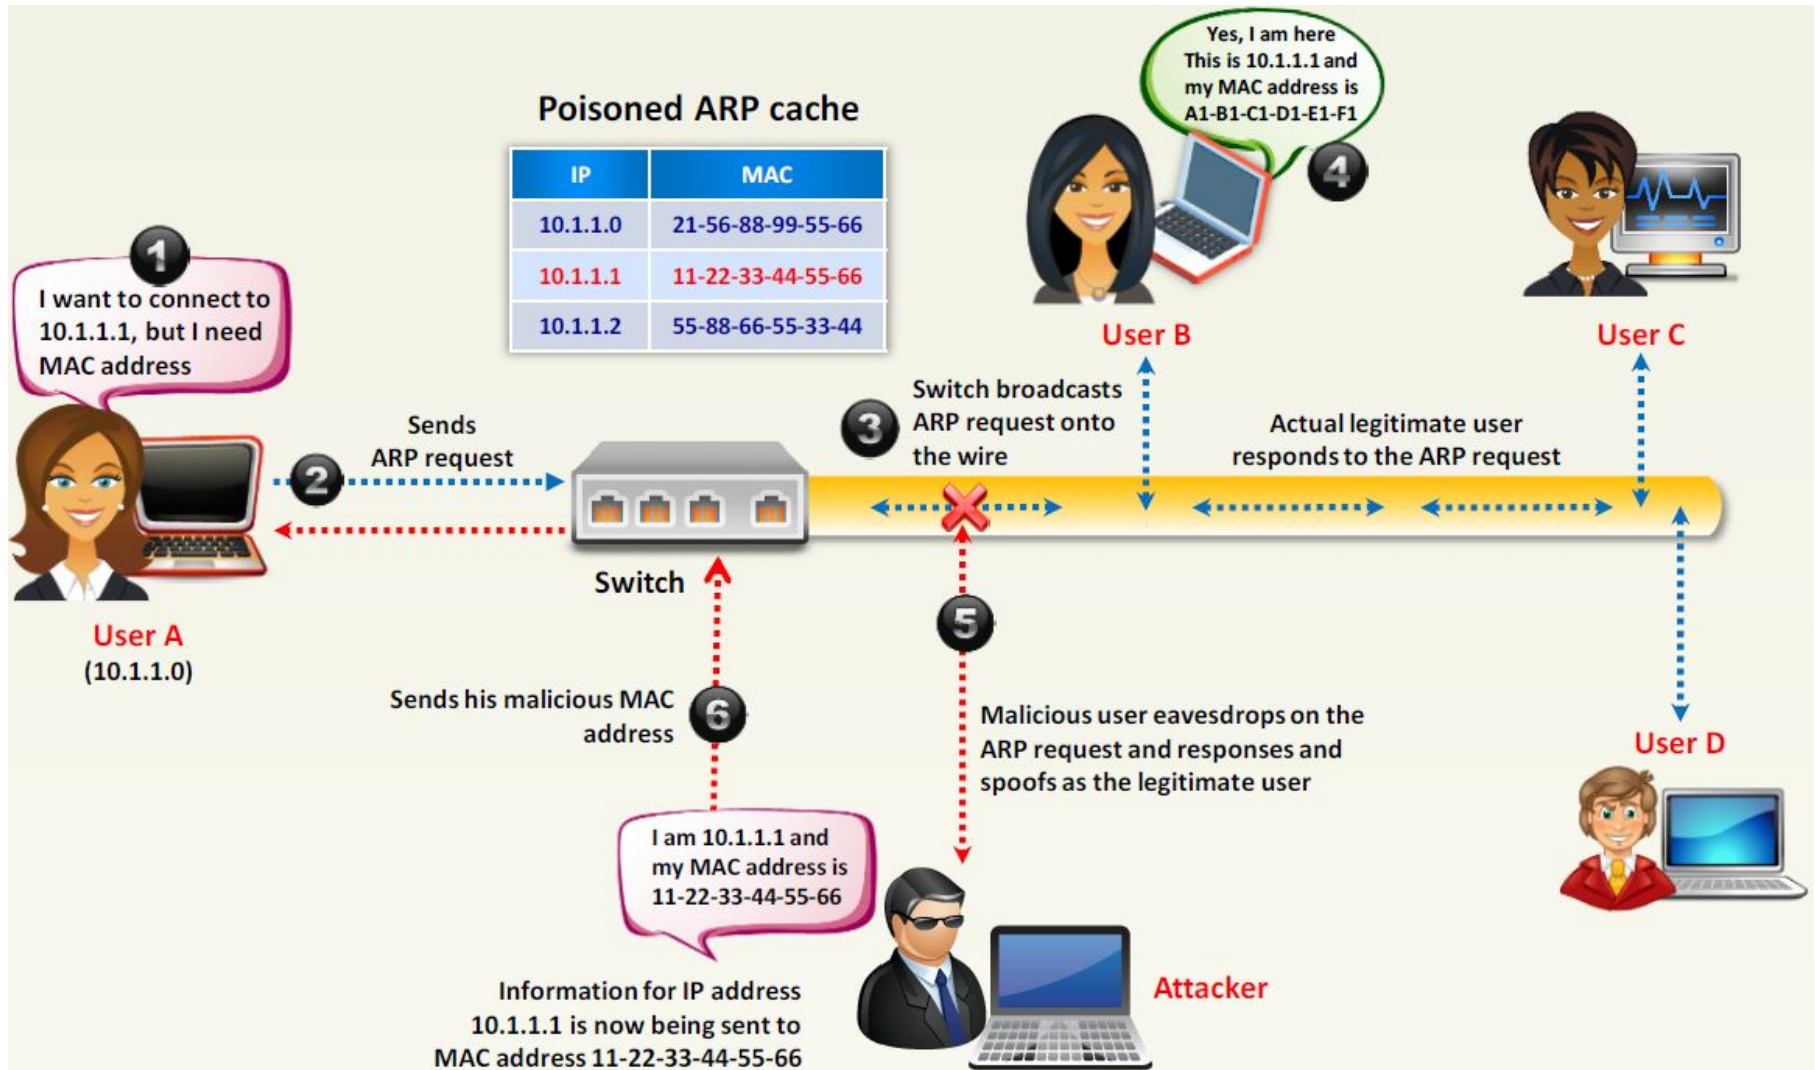 Poisoned ARP cache
IP MAC
10.1.1.0 21-56-88-99-55-66
10.1.1.1 11-22-33-44-55-66
10.1.1.2 55-88-66-55-33-44
1
I want to connect to
10.1.1.1, but I need
MAC address
User A
(10.1.1.0)
Sends
ARP request
2
Switch
3
Switch broadcasts
ARP request onto
the wire
Yes, I am here
This is 10.1.1.1 and
my MAC address is
A1-B1-C1-D1-E1-F1
4
User B
User C
Actual legitimate user
responds to the ARP request
User D
5
Malicious user eavesdrops on the
ARP request and responses and
spoofs as the legitimate user
Sends his malicious MAC
address
6
I am 10.1.1.1 and
my MAC address is
11-22-33-44-55-66
Attacker
Information for IP address
10.1.1.1 is now being sent to
MAC address 11-22-33-44-55-66